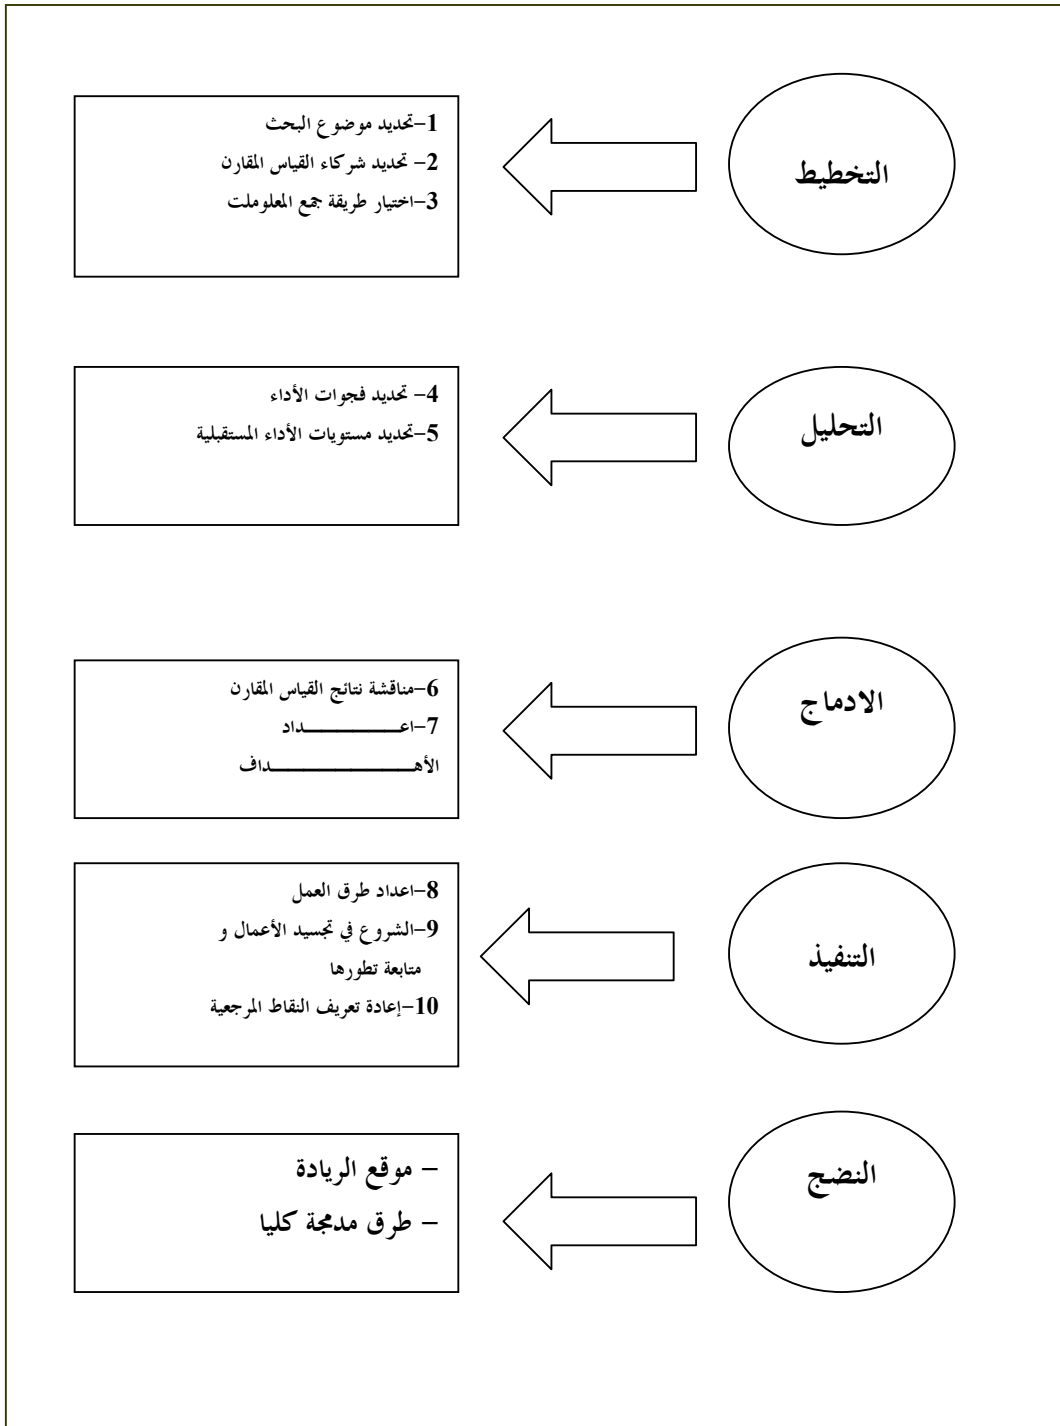 التخطيط
1-تحديد موضوع البحث
2- تحديد شركاء القياس المقارن
3-اختيار طريقة جمع المعلوملت
التحليل
4- تحديد فجوات الأداء
5-تحديد مستويات الأداء المستقبلية
الادماج
6-مناقشة نتائج القياس المقارن
7-اعــــــــــداد
الأهــــــــــــــداف
التنفيذ
8-اعداد طرق العمل
9-الشروع في تجسيد الأعمال و
متابعة تطورها
10-إعادة تعريف النقاط المرجعية
النضج
- موقع الريادة
- طرق مدمجة كليا